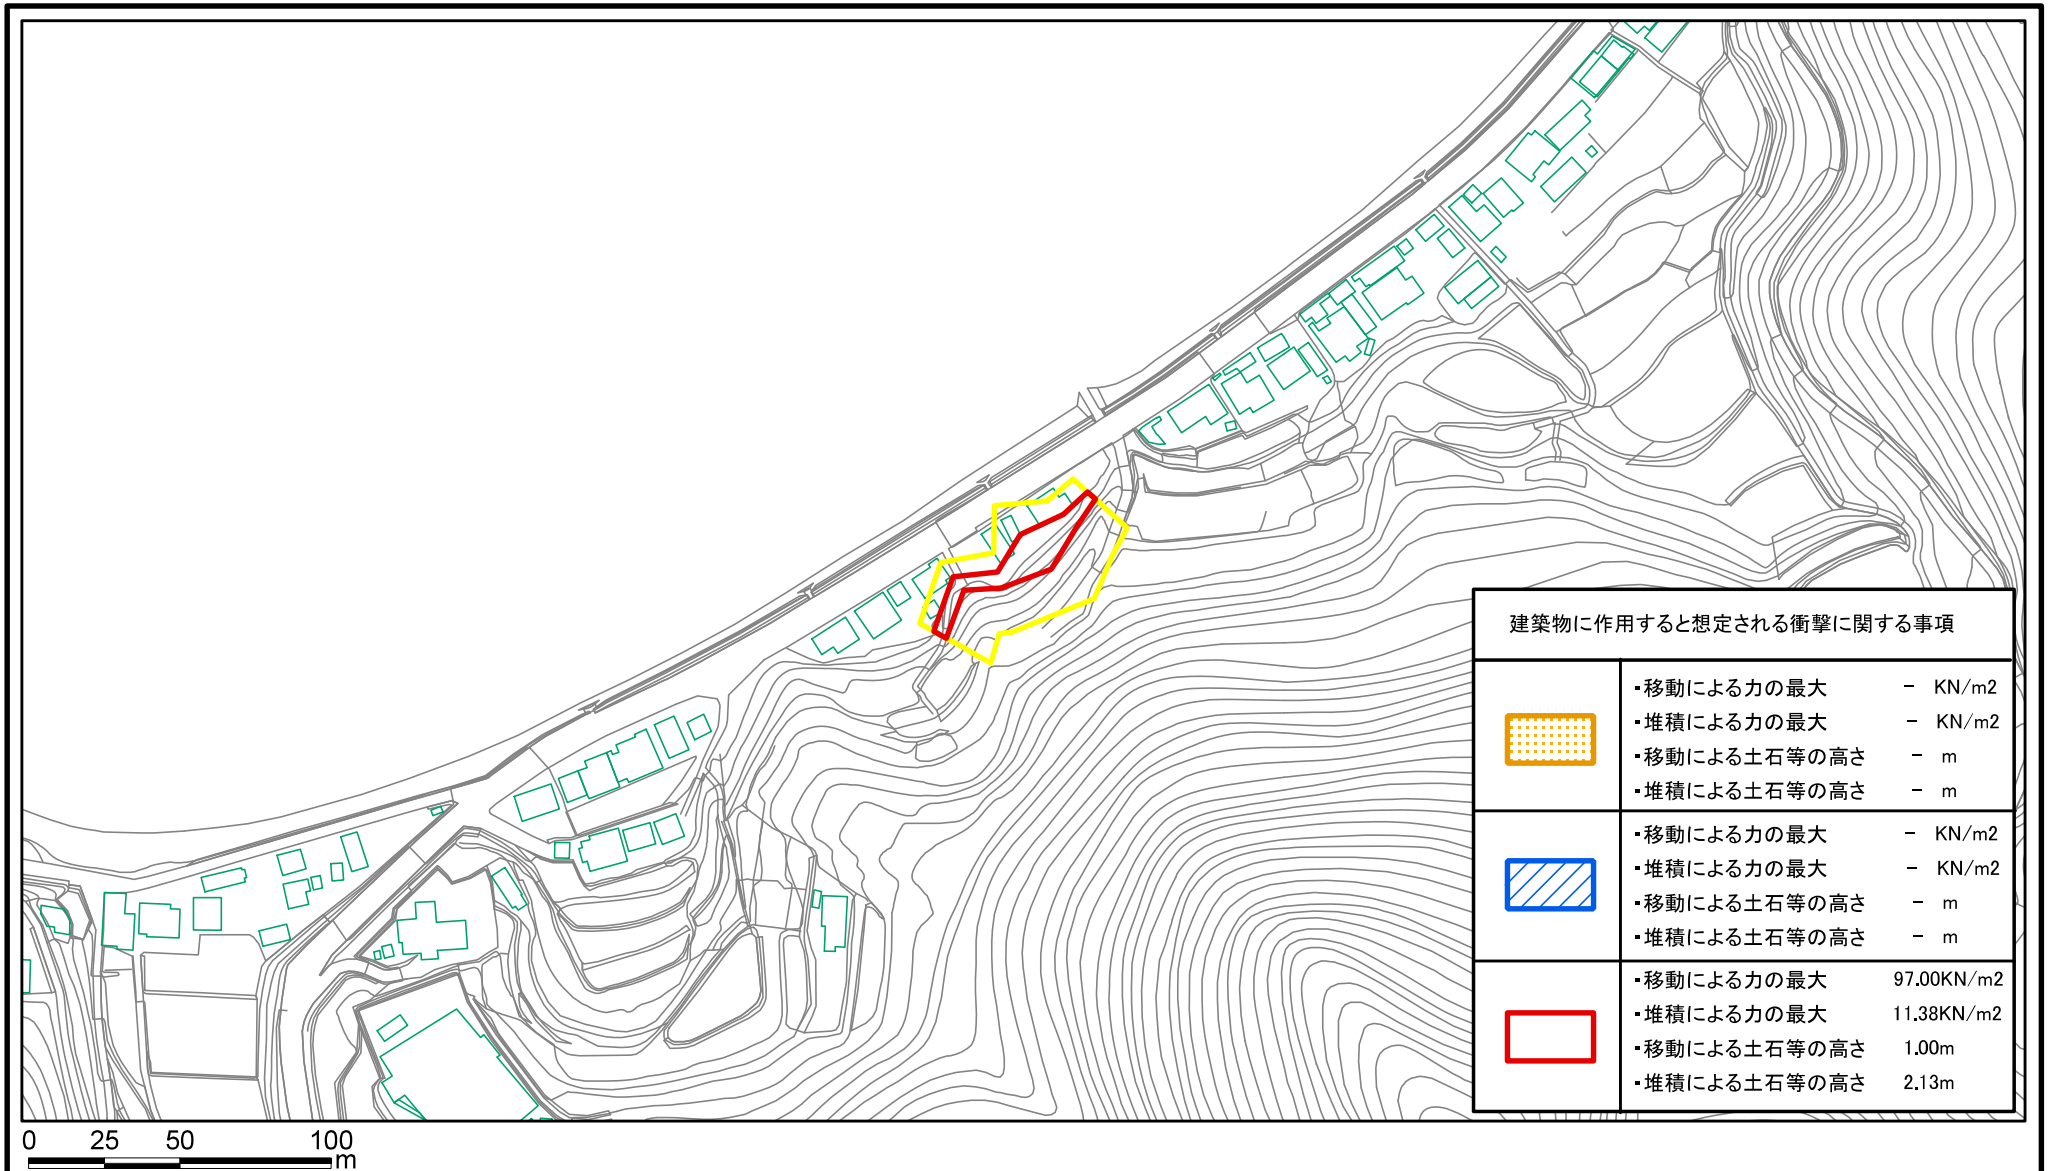 建築物に作用すると想定される衝撃に関する事項
・移動による力の最大 － KN/m2
・堆積による力の最大 － KN/m2
・移動による土石等の高さ － m
・堆積による土石等の高さ － m
・移動による力の最大 － KN/m2
・堆積による力の最大 － KN/m2
・移動による土石等の高さ － m
・堆積による土石等の高さ － m
・移動による力の最大 97.00KN/m2
・堆積による力の最大 11.38KN/m2
・移動による土石等の高さ 1.00m
・堆積による土石等の高さ 2.13m
0 25 50 100
m